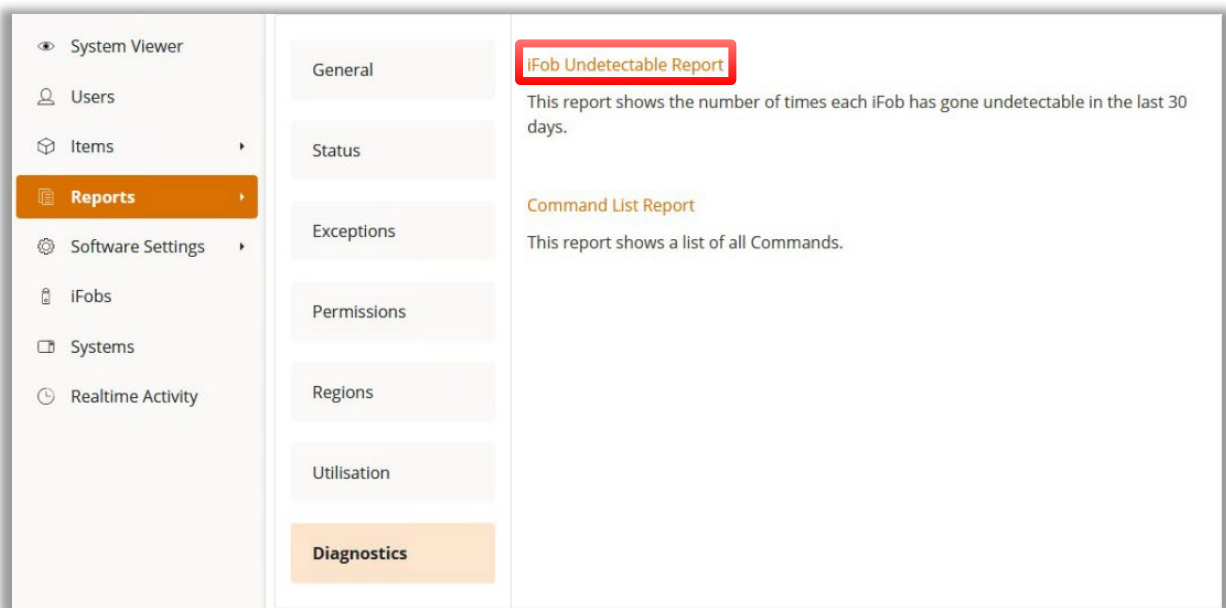 System Viewer
Users
Items
Reports
Software Settings
iFobs
Systems
Realtime Activity
General
Status
Exceptions
Permissions
Regions
Utilisation
Diagnostics
iFob Undetectable Report
This report shows the number of times each iFob has gone undetectable in the last 30
days.
Command List Report
This report shows a list of all Commands.